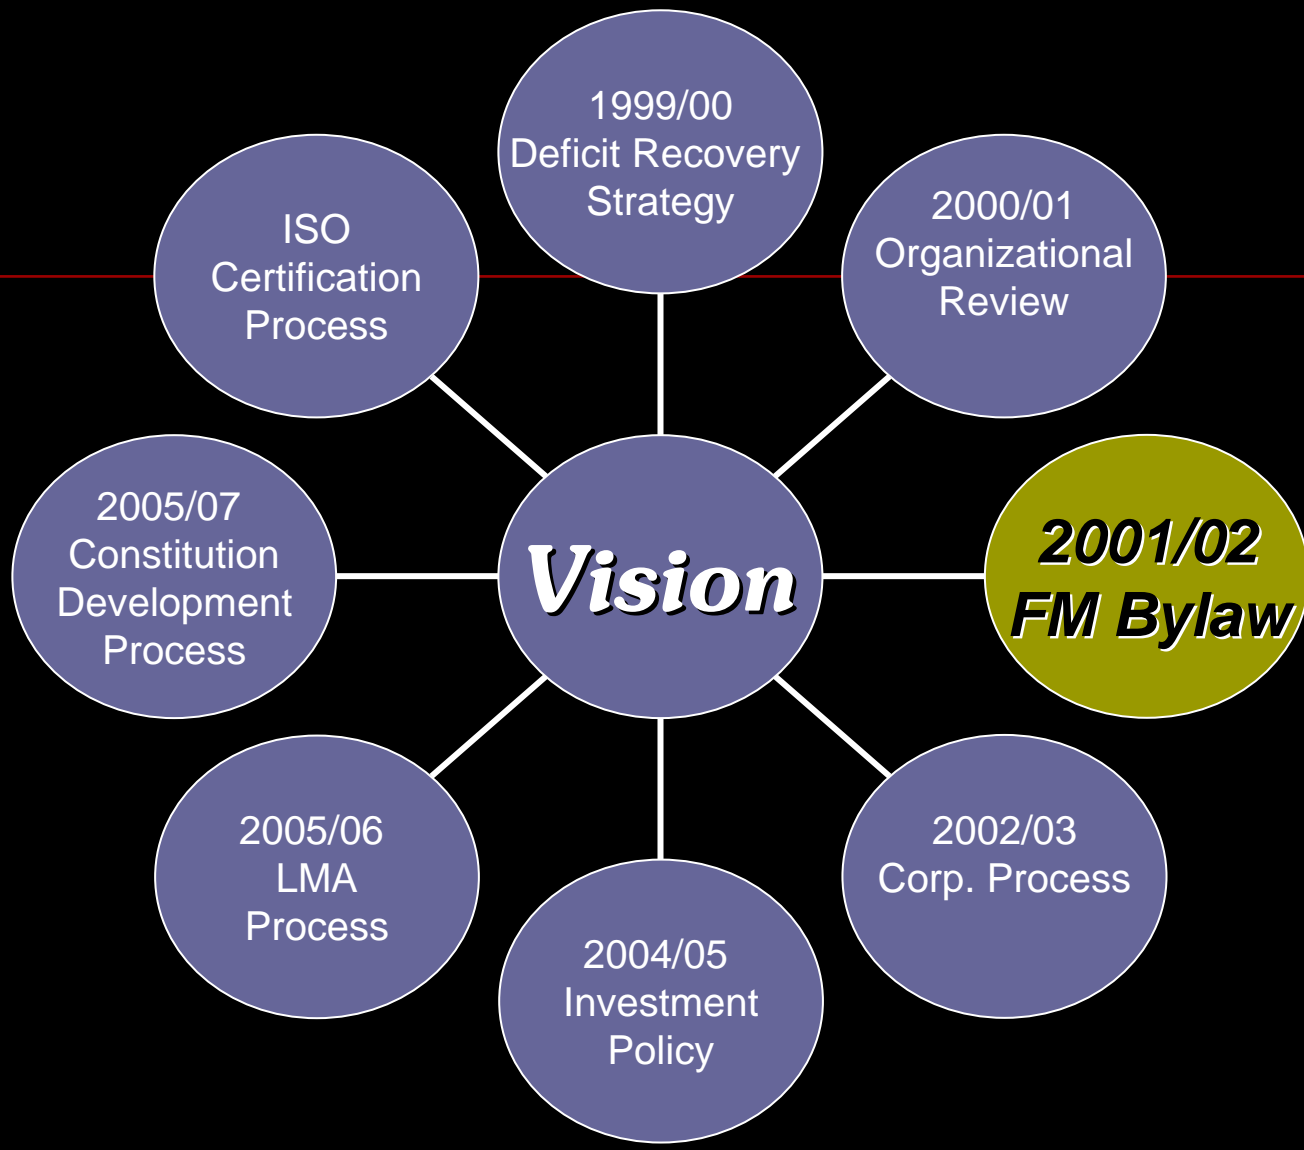 1999/00
Deficit Recovery
Strategy
2000/01
Organizational
Review
2001/02
FM Bylaw
2002/03
Corp. Process
2004/05
Investment
Policy
2005/06
LMA
Process
2005/07
Constitution
Development
Process
ISO
Certification
Process
Vision